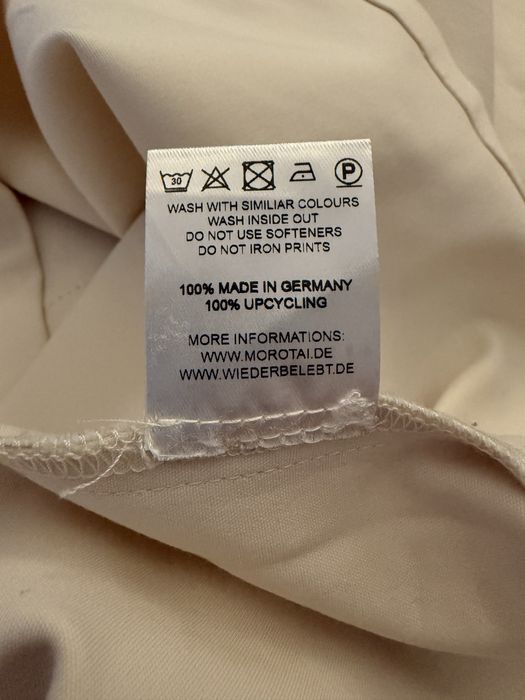 30 P
WASH WITH SIMILIAR COLOURS
WASH INSIDE OUT
DO NOT USE SOFTENERS
DO NOT IRON PRINTS
100% MADE IN GERMANY
100% UPCYCLING
MORE INFORMATIONS:
WWW.MOROTAI.DE
WWW.WIEDERBELEBT.DE